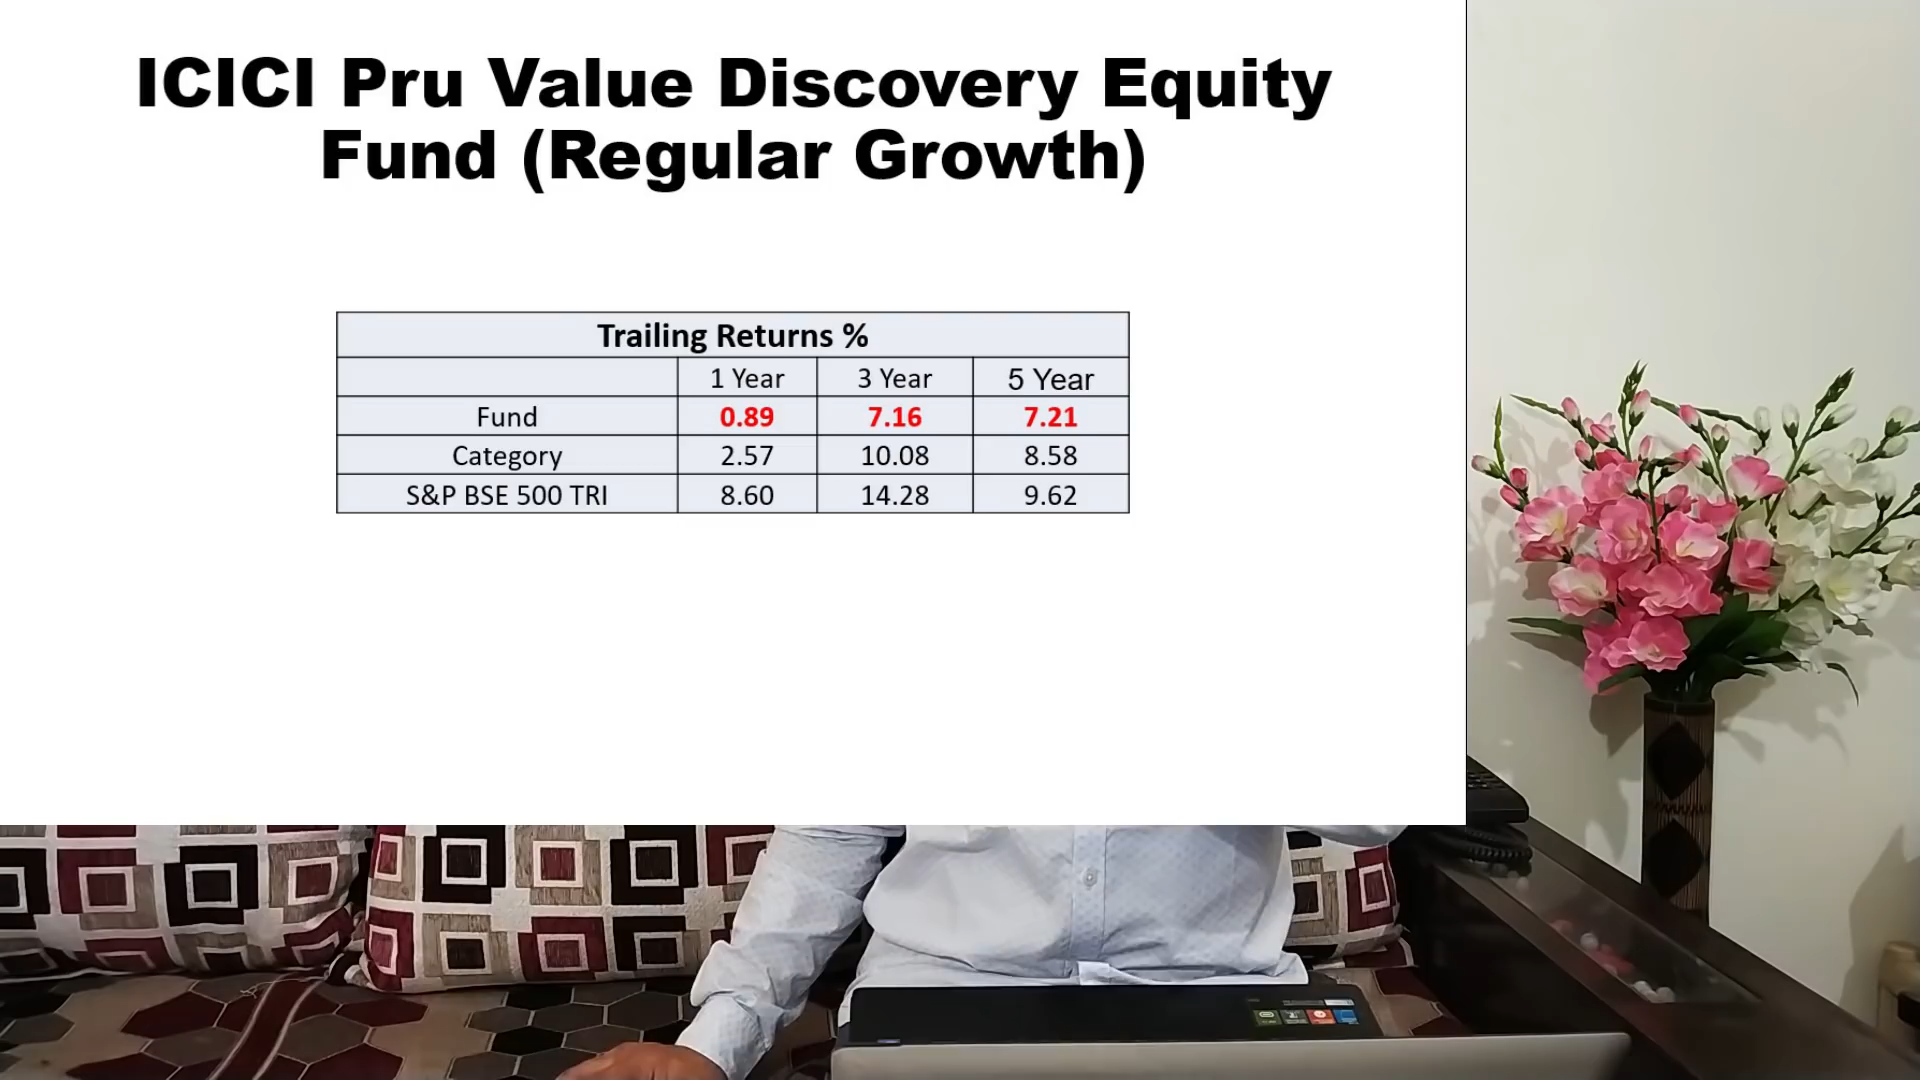 ICICI Pru Value Discovery Equity
Fund (Regular Growth)
Trailing Returns %
1 Year 3 Year 5 Year
Fund 0.89 7.16 7.21
Category 2.57 10.08 8.58
S&P BSE 500 TRI 8.60 14.28 9.62